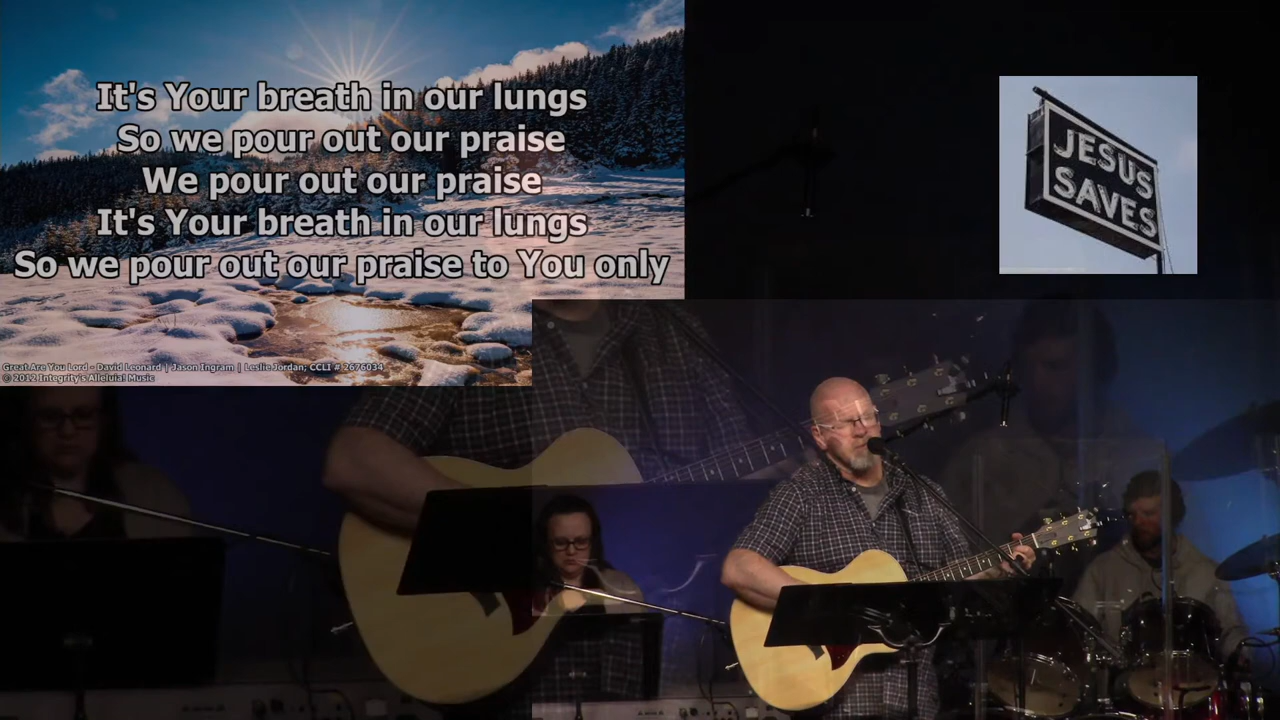 It's Your breath in our lungs
So we pour out our praise
We pour out our praise
It's Your breath in our lungs
So we pour out our praise to You only
Great Are You Lord - David Leonard | Jason Ingram | Leslie Jordan; CCLI # 2676034
© 2012 Integrity's Alleluia! Music
JESUS
SAVES